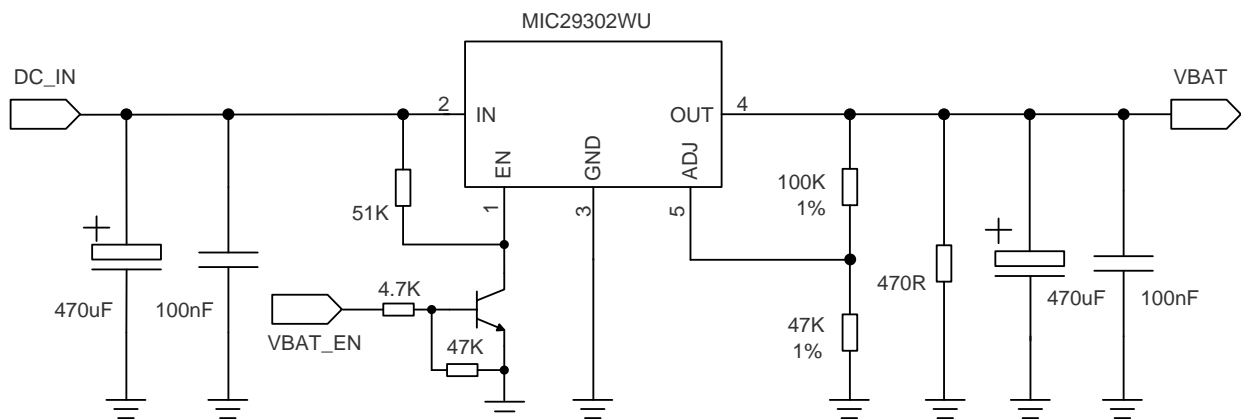 MIC29302WU
DC_IN
VBAT
2
IN
OUT
4
EN
GND
ADJ
1
3
5
51K
100K
1%
470uF
100nF
4.7K
VBAT_EN
47K
470R
470uF
100nF
47K
1%